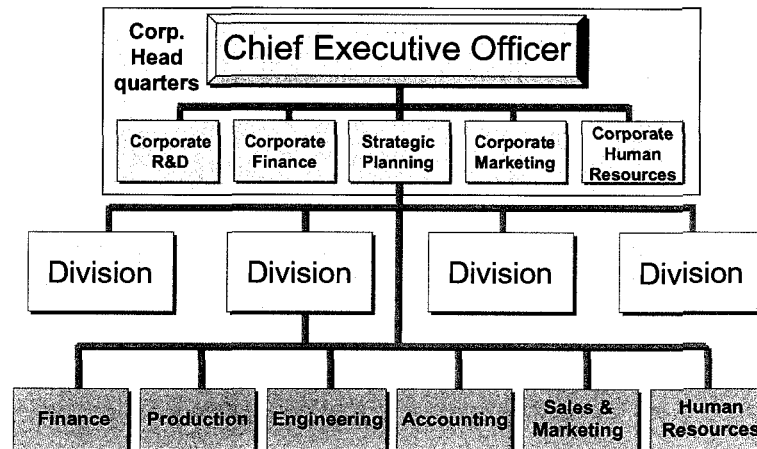 Corp.
Head
quarters
Chief Executive Officer
Corporate
R&D
Corporate
Finance
Strategic
Planning
Corporate
Marketing
Corporate
Human
Resources
Division
Division
Division
Division
Finance
Production
Engineering
Accounting
Sales &
Marketing
Human
Resources